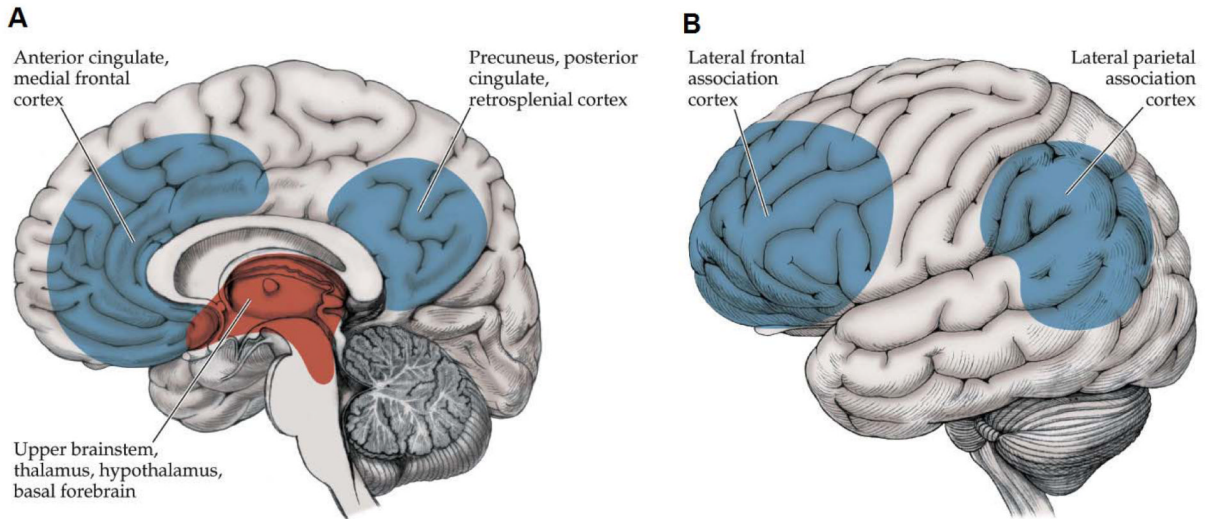 A
Anterior cingulate,
medial frontal
cortex
Precuneus, posterior
cingulate,
retrosplenial cortex
Upper brainstem,
thalamus, hypothalamus,
basal forebrain
B
Lateral frontal
association
cortex
Lateral parietal
association
cortex